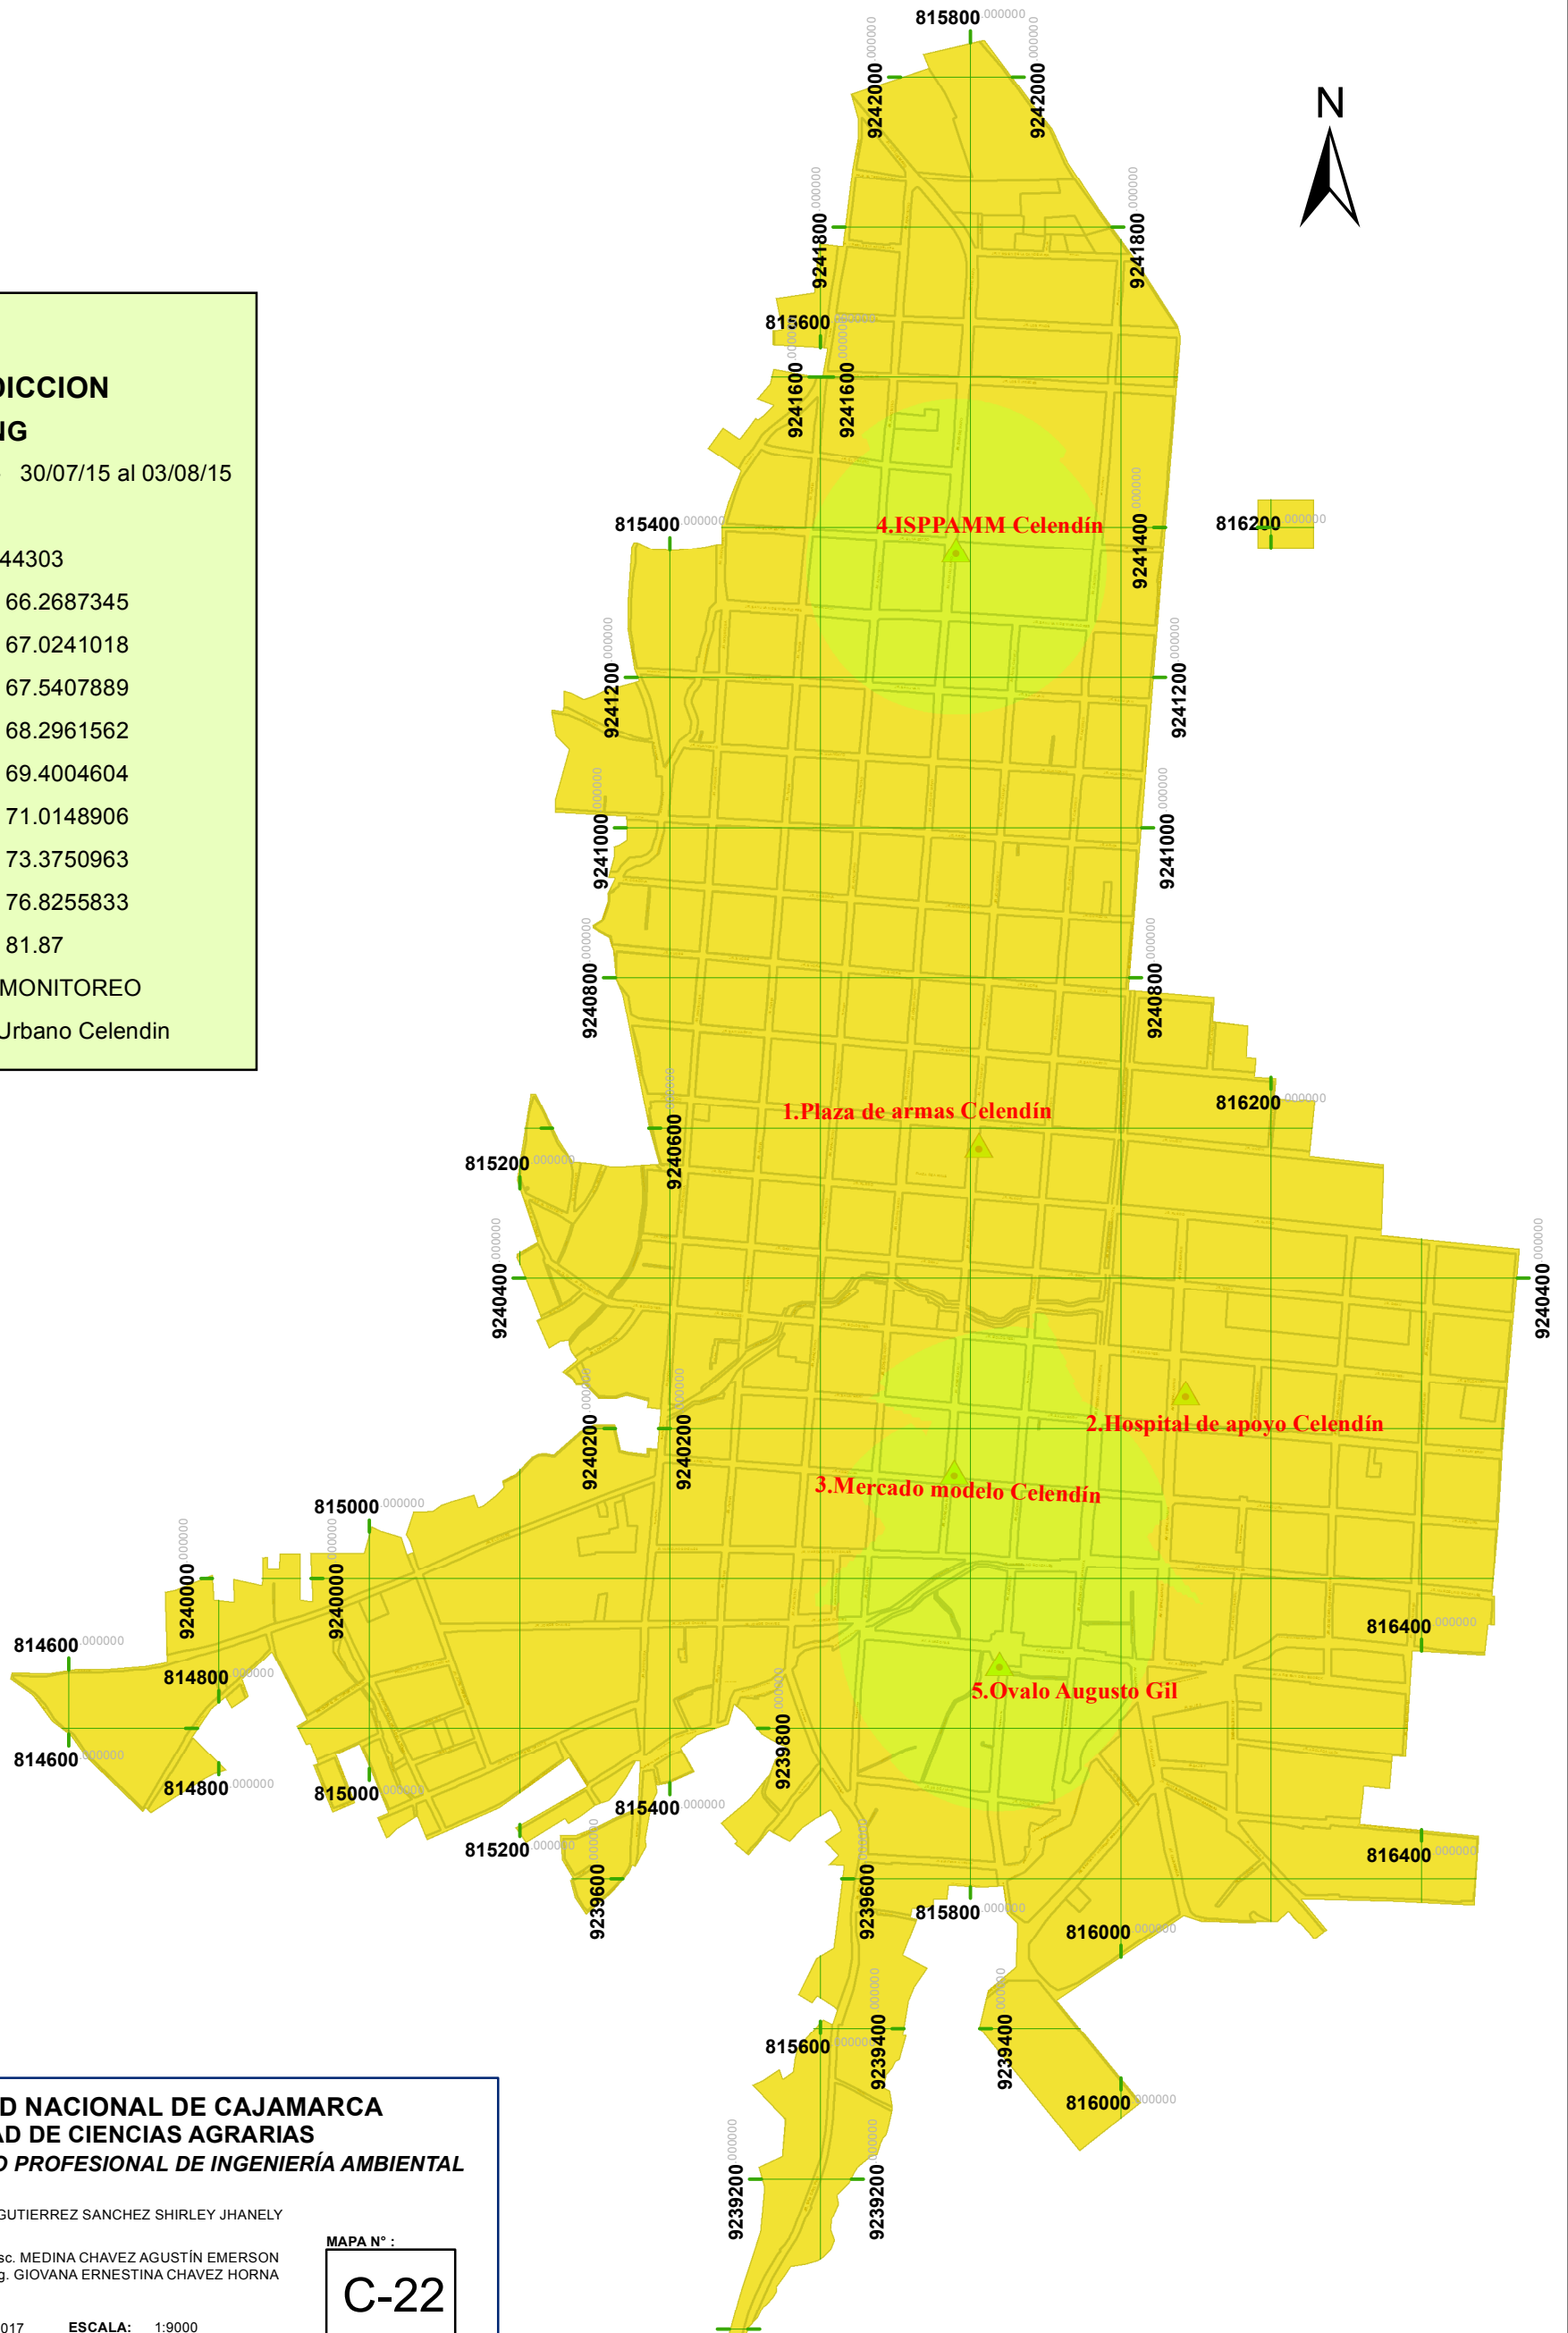 N
DICCION
NG
30/07/15 al 03/08/15
44303
66.2687345
67.0241018
67.5407889
68.2961562
69.4004604
71.0148906
73.3750963
76.8255833
81.87
MONITOREO
Urbano Celendin
815800.000000
9242000.000000
9242000.000000
9241800.000000
9241800.000000
815600.000000
9241600.000000
9241600.000000
4.ISPPAMM Celendín
815400.000000
9241400.000000
816200.000000
9241200.000000
9241200.000000
9241000.000000
9241000.000000
9240800.000000
9240800.000000
1.Plaza de armas Celendín
816200.000000
9240600.000000
815200.000000
9240400.000000
9240400.000000
2.Hospital de apoyo Celendín
9240200.000000
9240200.000000
3.Mercado modelo Celendín
815000.000000
9240000.000000
9240000.000000
814600.000000
816400.000000
814800.000000
5.Ovalo Augusto Gil
9239800.000000
814600.000000
814800.000000
815000.000000
815400.000000
815200.000000
816400.000000
9239600.000000
9239600.000000
815800.000000
816000.000000
815600.000000
9239400.000000
9239400.000000
816000.000000
9239200.000000
9239200.000000
D NACIONAL DE CAJAMARCA
AD DE CIENCIAS AGRARIAS
O PROFESIONAL DE INGENIERÍA AMBIENTAL
GUTIERREZ SANCHEZ SHIRLEY JHANELY
MAPA N° :
sc. MEDINA CHAVEZ AGUSTÍN EMERSON
g. GIOVANA ERNESTINA CHAVEZ HORNA
C-22
017 ESCALA: 1:9000